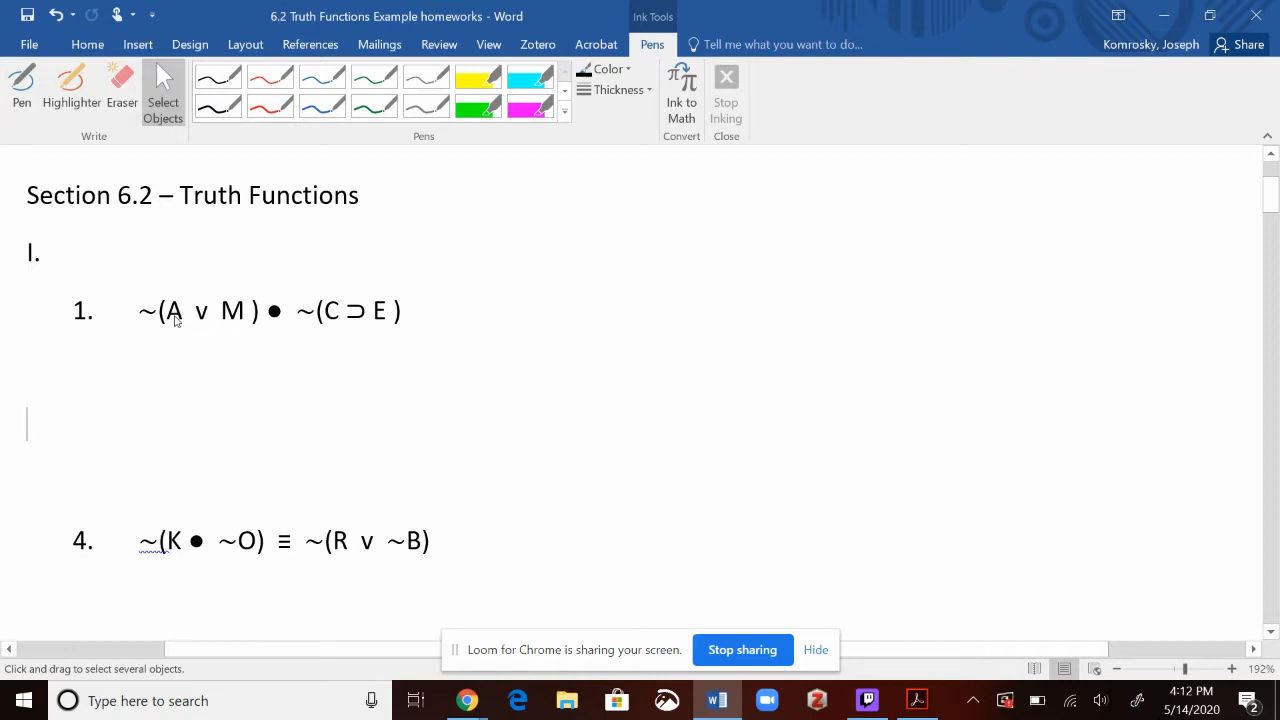 6.2 Truth Functions Example homeworks - Word
Ink Tools
File Home Insert Design Layout References Mailings Review View Zotero Acrobat Pens Tell me what you want to do... Komrosky, Joseph Share
Pen Highlighter Eraser Select Objects Color Thickness Ink to Math Stop Inking
Write Pens Convert Close
Section 6.2 – Truth Functions
I.
1. ~(A v M ) ● ~(C ⊃ E )
4. ~(K ● ~O) ≡ ~(R v ~B)
Loom for Chrome is sharing your screen. Stop sharing Hide
Click and drag to select several objects. 192%
Type here to search 4:12 PM
5/14/2020 2